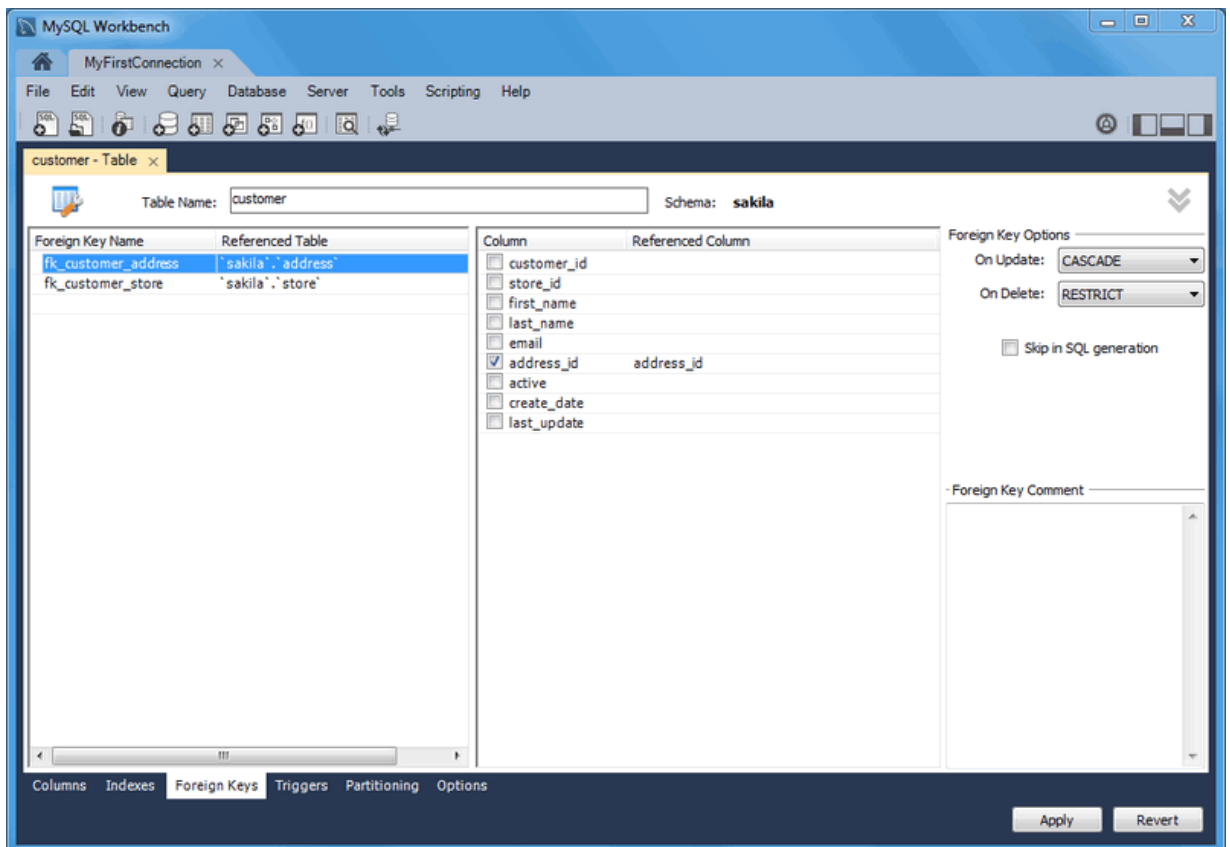 MySQL Workbench
MyFirstConnection
File Edit View Query Database Server Tools Scripting Help
customer - Table
Table Name: customer Schema: sakila
Foreign Key Name Referenced Table
fk_customer_address `sakila`.`address`
fk_customer_store `sakila`.`store`
Column Referenced Column
customer_id
store_id
first_name
last_name
email
address_id address_id
active
create_date
last_update
Foreign Key Options
On Update: CASCADE
On Delete: RESTRICT
Skip in SQL generation
Foreign Key Comment
Columns Indexes Foreign Keys Triggers Partitioning Options
Apply Revert